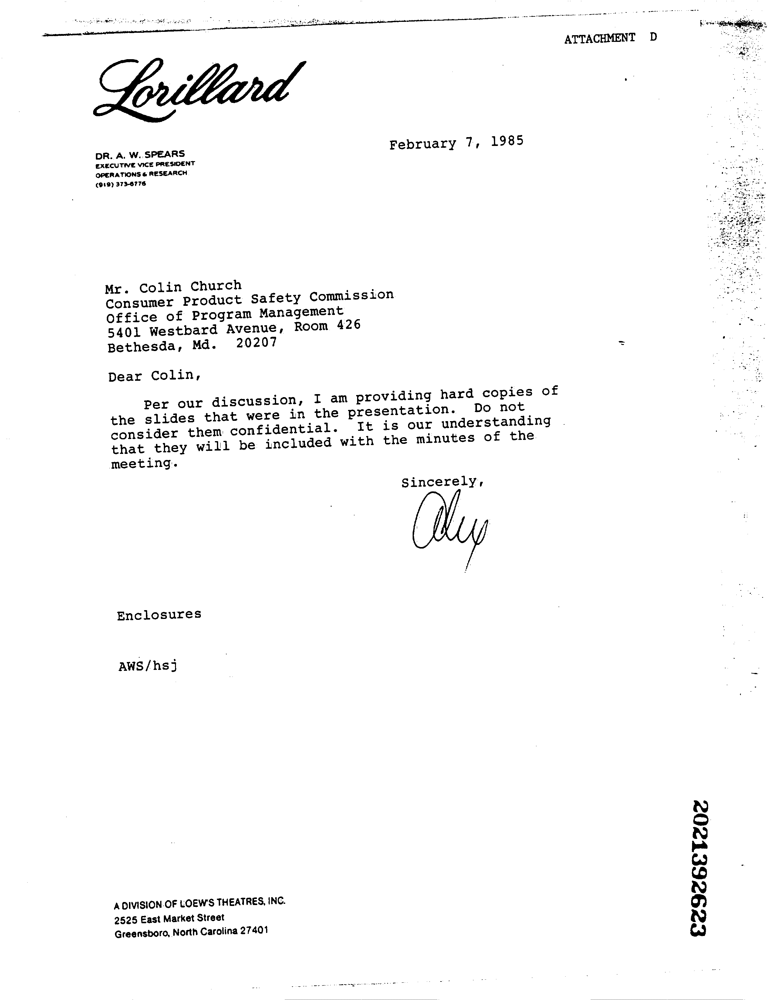 ATTACHMENT D
Lorillard
February 7, 1985
DR. A. W. SPEARS
EXECUTIVE VICE PRESIDENT
OPERATIONS & RESEARCH
(919) 373-6776
Mr. Colin Church
Consumer Product Safety Commission
Office of Program Management
5401 Westbard Avenue, Room 426
Bethesda, Md. 20207
Dear Colin,
Per our discussion, I am providing hard copies of
the slides that were in the presentation. Do not
consider them confidential. It is our understanding
that they will be included with the minutes of the
meeting.
Sincerely,
Alex
Enclosures
AWS/hsj
A DIVISION OF LOEW'S THEATRES, INC.
2525 East Market Street
Greensboro, North Carolina 27401
2021392623